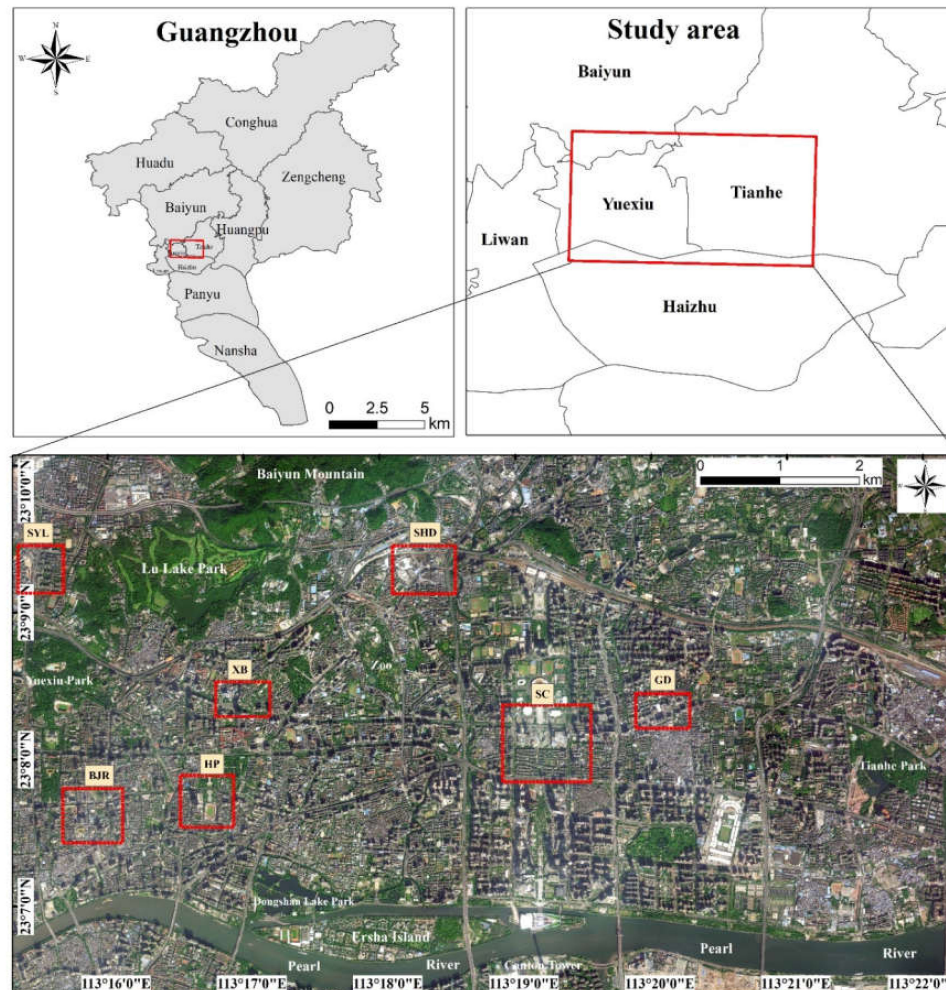 Guangzhou
N
W
E
S
Conghua
Huadu
Zengcheng
Baiyun
Huangpu
Tianhe
Liwan
Haizhu
Panyu
Nansha
0 2.5 5
km
Study area
Baiyun
Yuexiu
Tianhe
Liwan
Haizhu
23°10'0"N
23°9'0"N
23°8'0"N
23°7'0"N
Baiyun Mountain
0 1 2
km
SYL
SHD
Lu Lake Park
Zoo
Yuexiu Park
XB
SC
GD
BJR
HP
Tianhe Park
Dongshan Lake Park
Ersha Island
Pearl
River
Canton Tower
Pearl
River
113°16'0"E
113°17'0"E
113°18'0"E
113°19'0"E
113°20'0"E
113°21'0"E
113°22'0"E